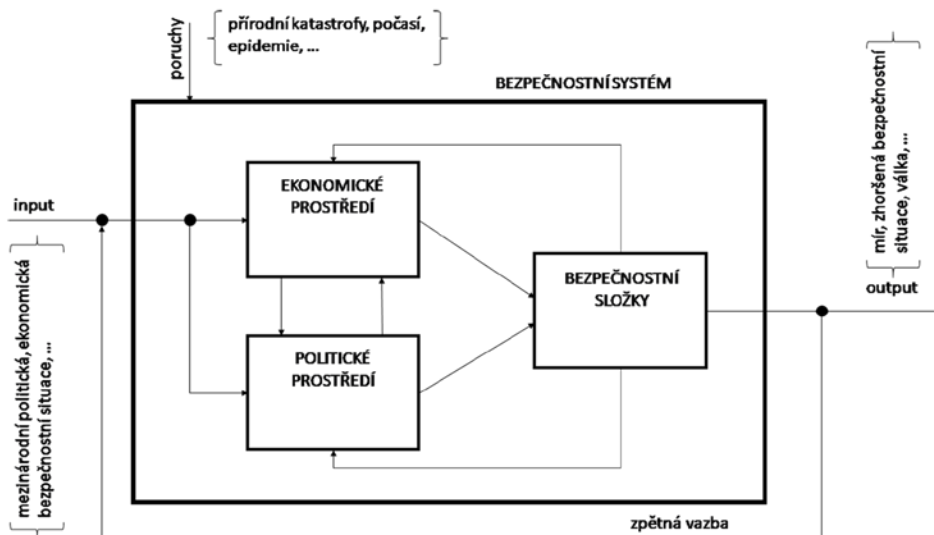 přírodní katastrofy, počasí,
epidemie, ...
poruchy
BEZPEČNOSTNÍ SYSTÉM
mír, zhoršená bezpečnostní
situace, válka, ...
EKONOMICKÉ
PROSTŘEDÍ
input
BEZPEČNOSTNÍ
SLOŽKY
output
mezinárodní politická, ekonomická
bezpečnostní situace, ...
POLITICKÉ
PROSTŘEDÍ
zpětná vazba